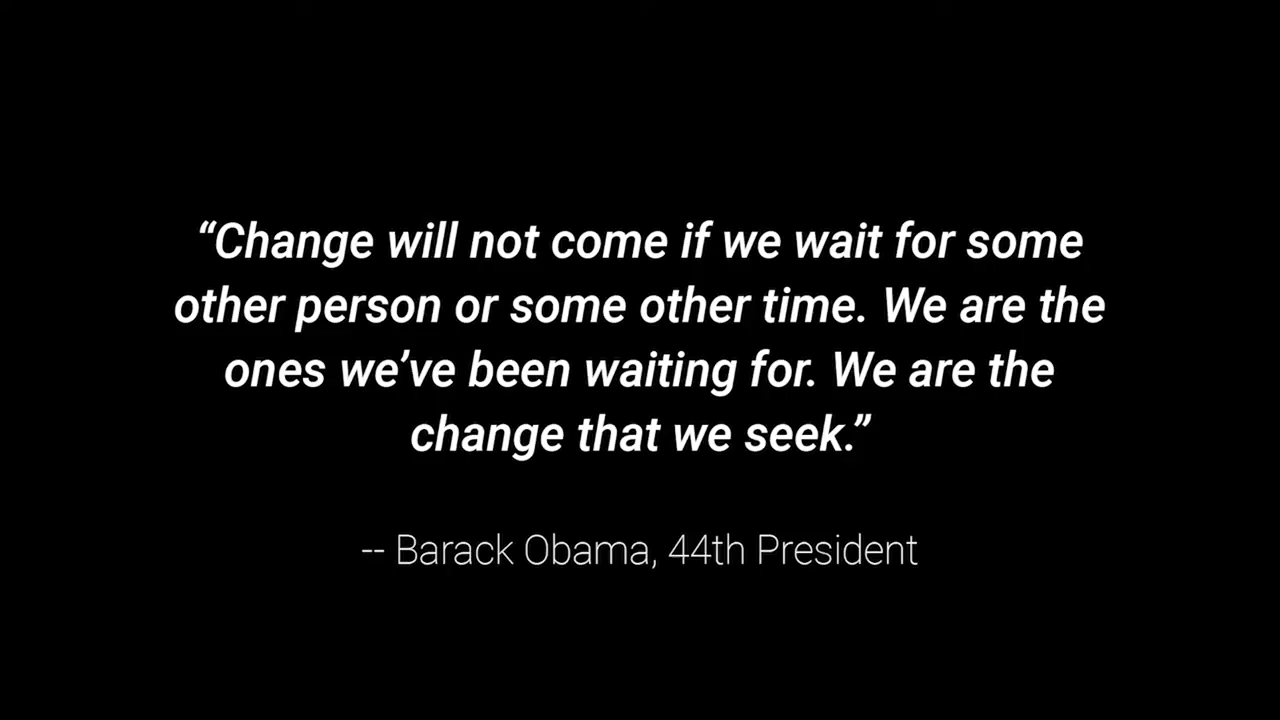 “Change will not come if we wait for some
other person or some other time. We are the
ones we’ve been waiting for. We are the
change that we seek.”
-- Barack Obama, 44th President